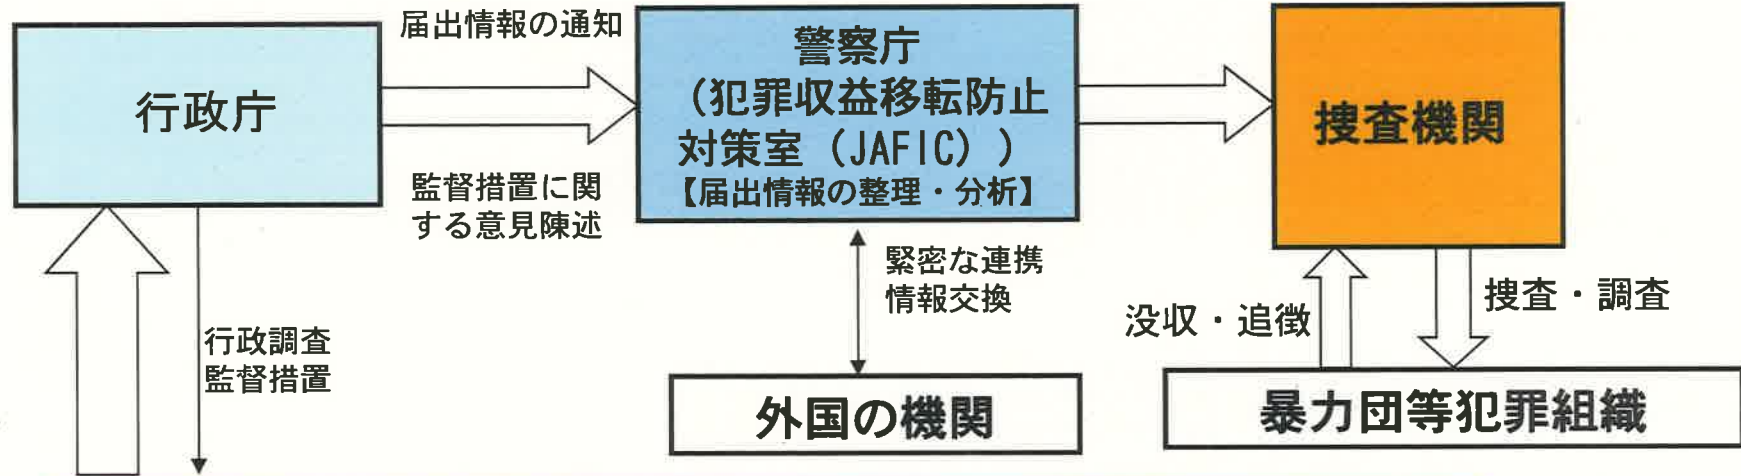 届出情報の通知
行政庁
警察庁
（犯罪収益移転防止
対策室（JAFIC））
【届出情報の整理・分析】
捜査機関
監督措置に関
する意見陳述
緊密な連携
情報交換
没収・追徴
捜査・調査
行政調査
監督措置
外国の機関
暴力団等犯罪組織